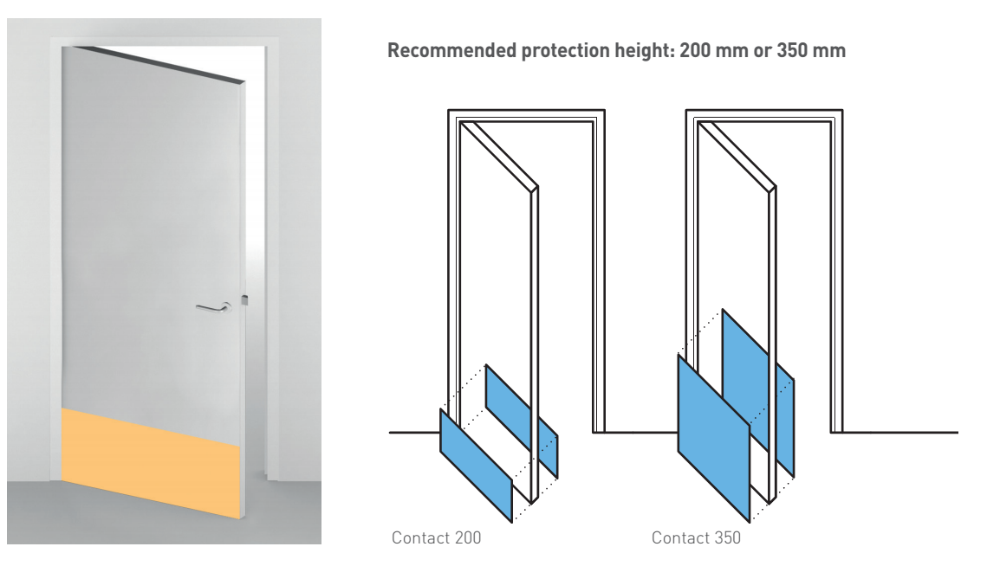 Recommended protection height: 200 mm or 350 mm
Contact 200
Contact 350